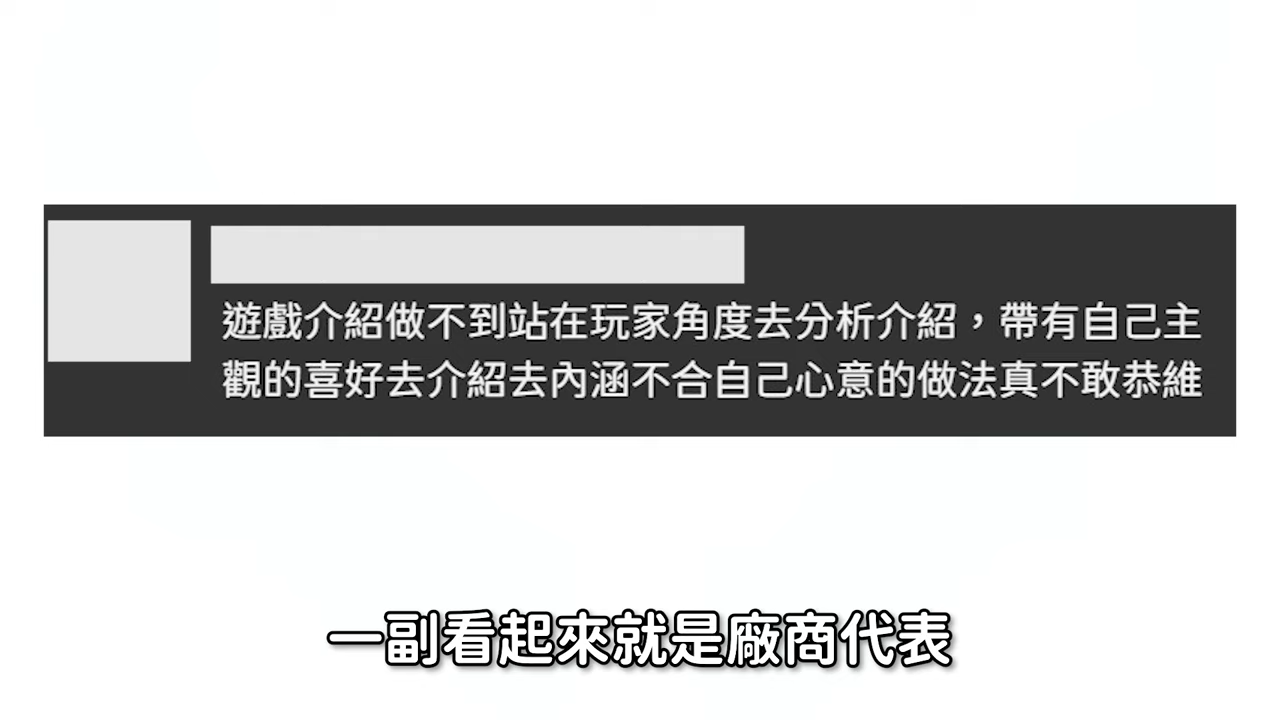 遊戲介紹做不到站在玩家角度去分析介紹，帶有自己主
觀的喜好去介紹去內涵不合自己心意的做法真不敢恭維
一副看起來就是廠商代表